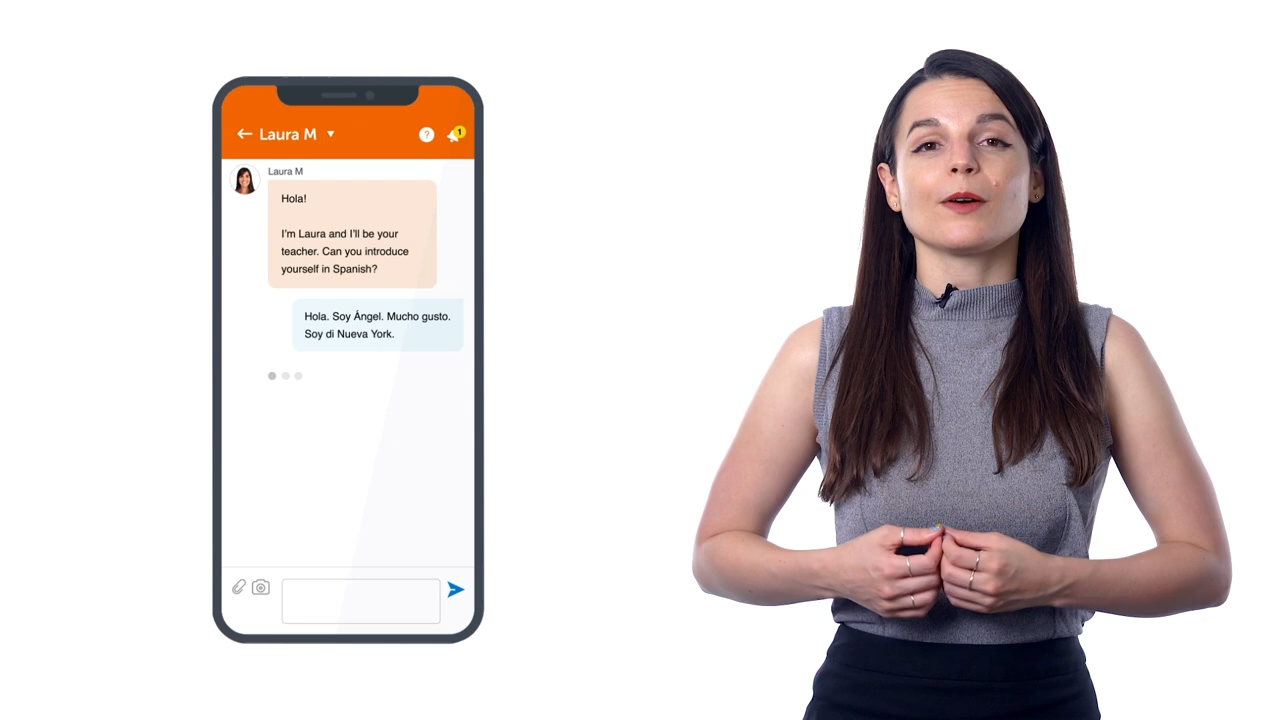 Laura M
?
1
Laura M
Hola!
I'm Laura and I'll be your
teacher. Can you introduce
yourself in Spanish?
Hola. Soy Ángel. Mucho gusto.
Soy di Nueva York.